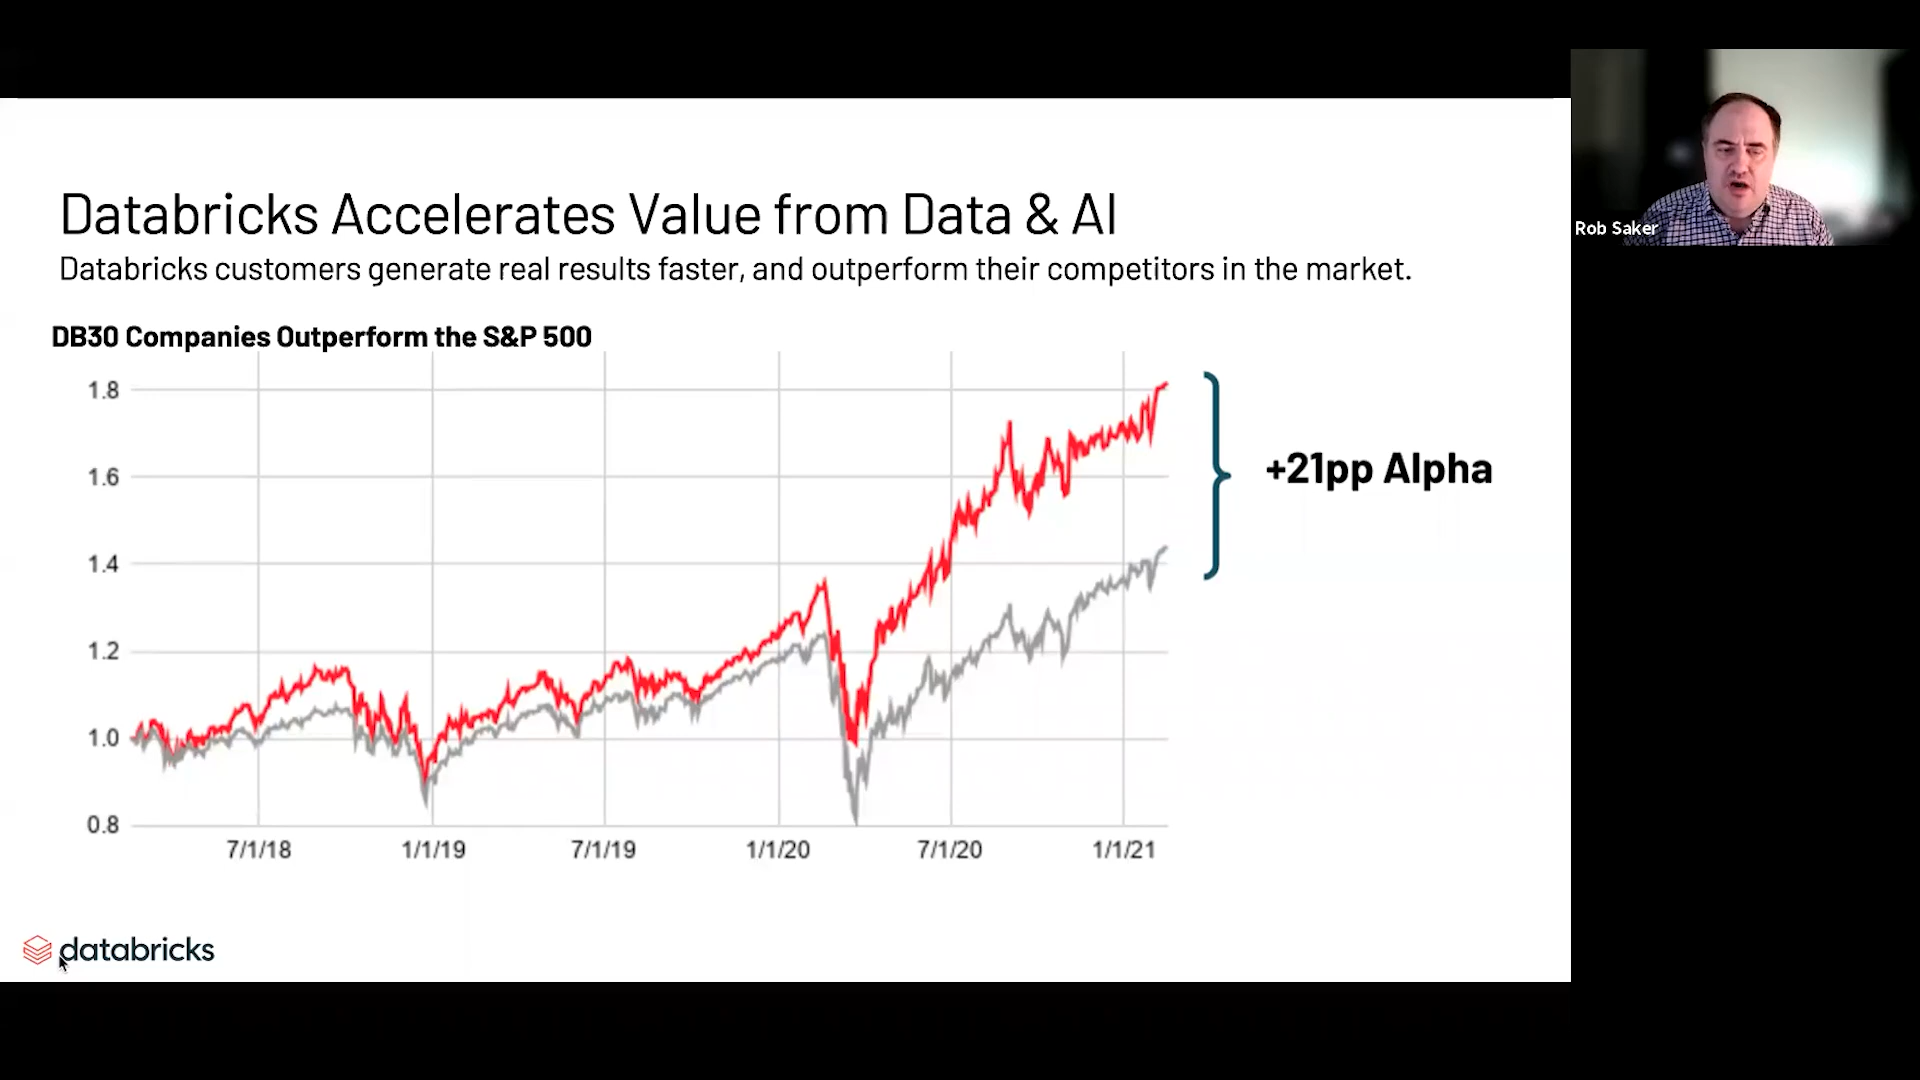 Databricks Accelerates Value from Data & AI
Databricks customers generate real results faster, and outperform their competitors in the market.
DB30 Companies Outperform the S&P 500
1.8
1.6
1.4
1.2
1.0
0.8
7/1/18 1/1/19 7/1/19 1/1/20 7/1/20 1/1/21
+21pp Alpha
databricks
Rob Saker